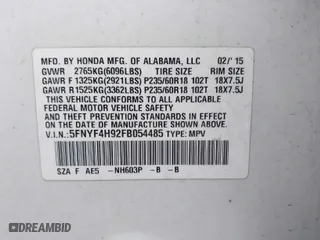 MFD. BY HONDA MFG. OF ALABAMA, LLC 02/'15
GVWR 2765KG(6096LBS) TIRE SIZE RIM SIZE
GAWR F 1325KG(2921LBS) P235/60R18 102T 18X7.5J
GAWR R 1525KG(3362LBS) P235/60R18 102T 18X7.5J
THIS VEHICLE CONFORMS TO ALL APPLICABLE
FEDERAL MOTOR VEHICLE SAFETY AND
THEFT PREVENTION STANDARDS IN EFFECT ON
THE DATE OF MANUFACTURE SHOWN ABOVE.
V.I.N.:5FNYF4H92FB054485 TYPE: MPV
SZA F AE5 -NH603P -B -B
DREAMBID
DREAMBID.COM